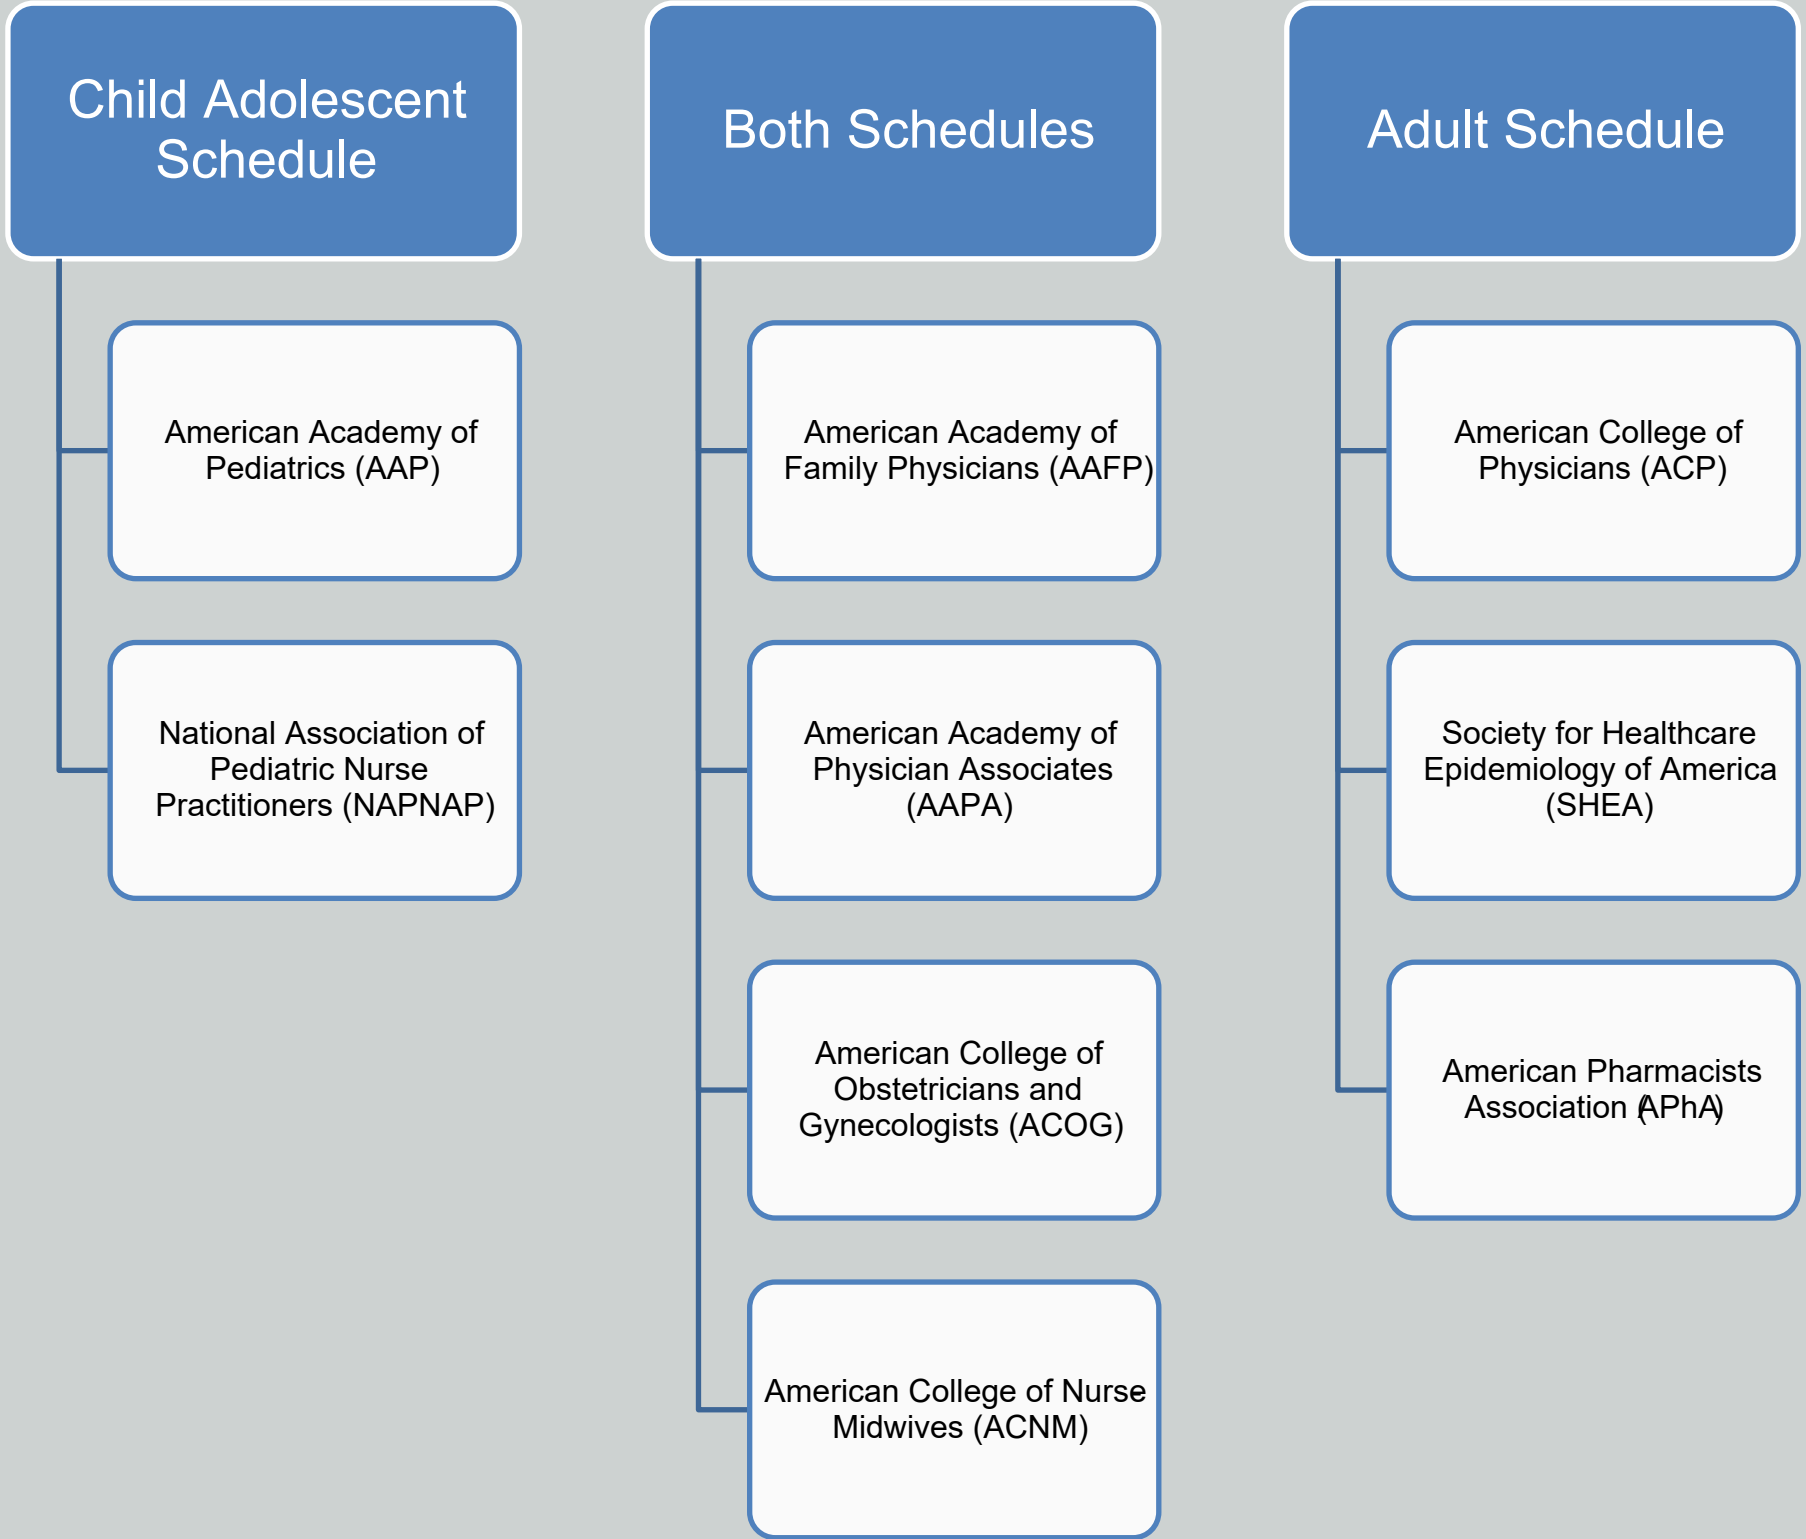 Child Adolescent
Schedule
American Academy of
Pediatrics (AAP)
National Association of
Pediatric Nurse
Practitioners (NAPNAP)
Both Schedules
American Academy of
Family Physicians (AAFP)
American Academy of
Physician Associates
(AAPA)
American College of
Obstetricians and
Gynecologists (ACOG)
American College of Nurse
Midwives (ACNM)
Adult Schedule
American College of
Physicians (ACP)
Society for Healthcare
Epidemiology of America
(SHEA)
American Pharmacists
Association (APhA)